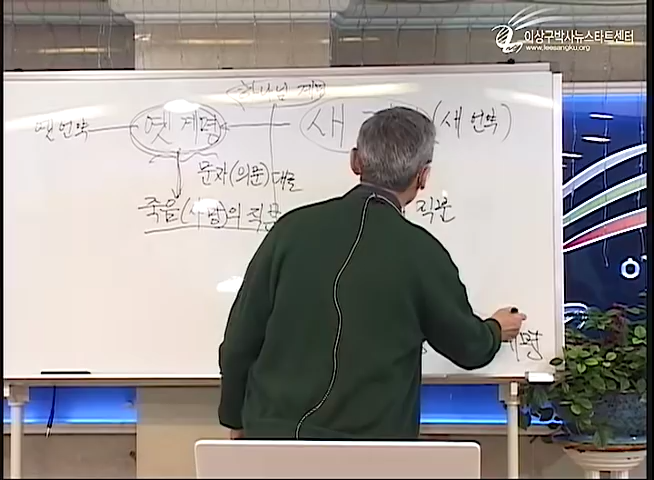 이상구박사뉴스타트센터
www.leesangku.org
하나님 계명
옛 언약 옛 계명 새 (새 언약)
문자(의문)대로
죽음(사망)의 직분 직분